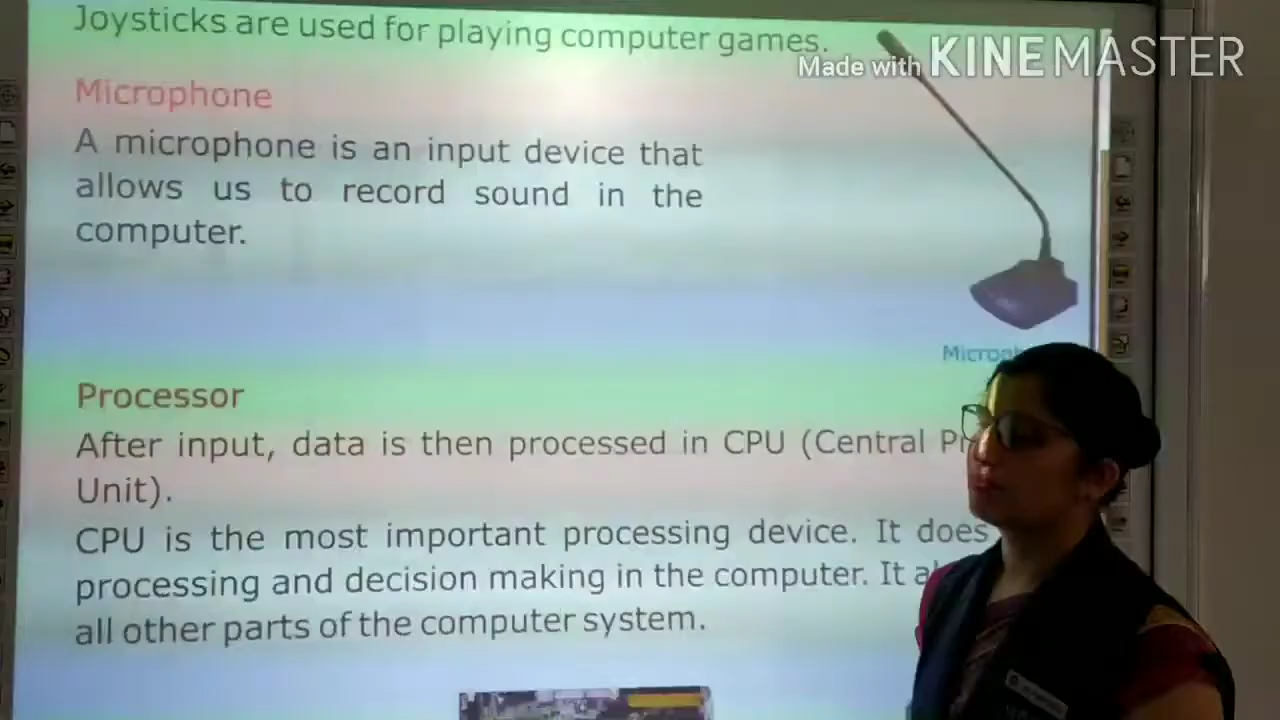 Joysticks are used for playing computer games.
Made with KINEMASTER
Microphone
A microphone is an input device that
allows us to record sound in the
computer.
Processor
After input, data is then processed in CPU (Central
Unit).
CPU is the most important processing device. It does
processing and decision making in the computer. It
all other parts of the computer system.